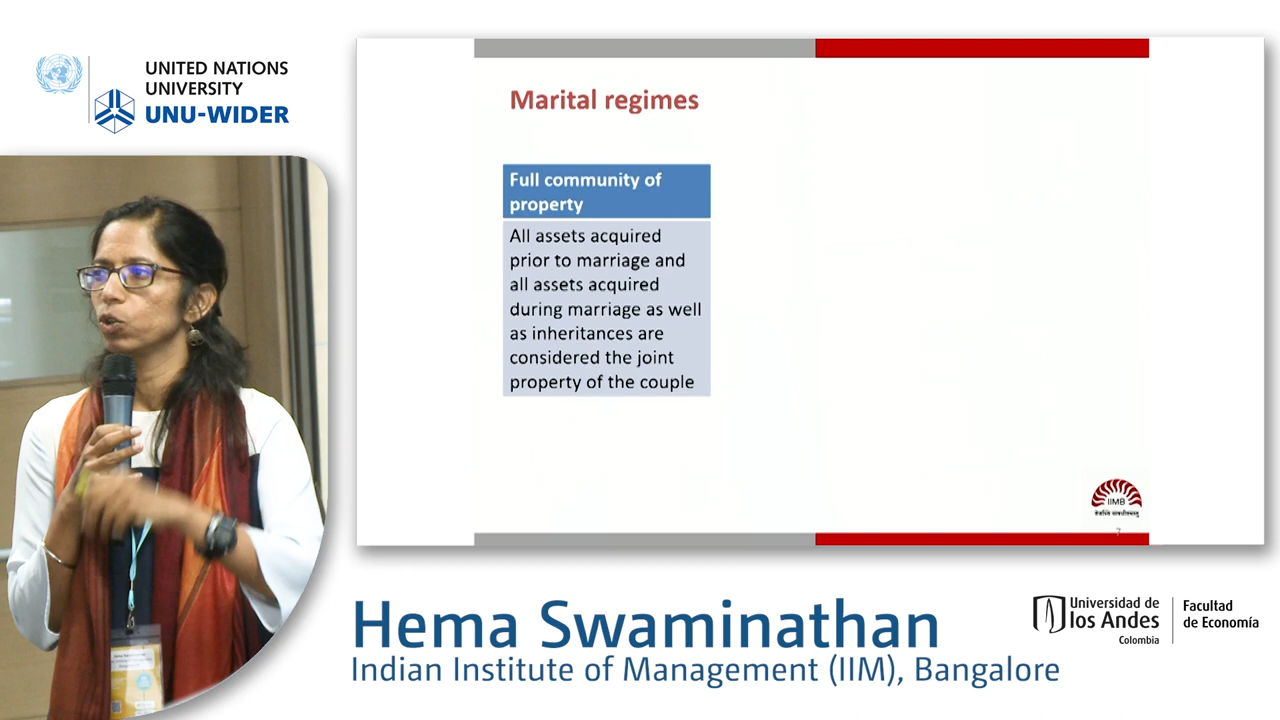 UNITED NATIONS
UNIVERSITY
UNU-WIDER
Marital regimes
Full community of
property
All assets acquired
prior to marriage and
all assets acquired
during marriage as well
as inheritances are
considered the joint
property of the couple
IIMB
7
Hema Swaminathan
Indian Institute of Management (IIM), Bangalore
Universidad de
los Andes
Colombia
Facultad
de Economía